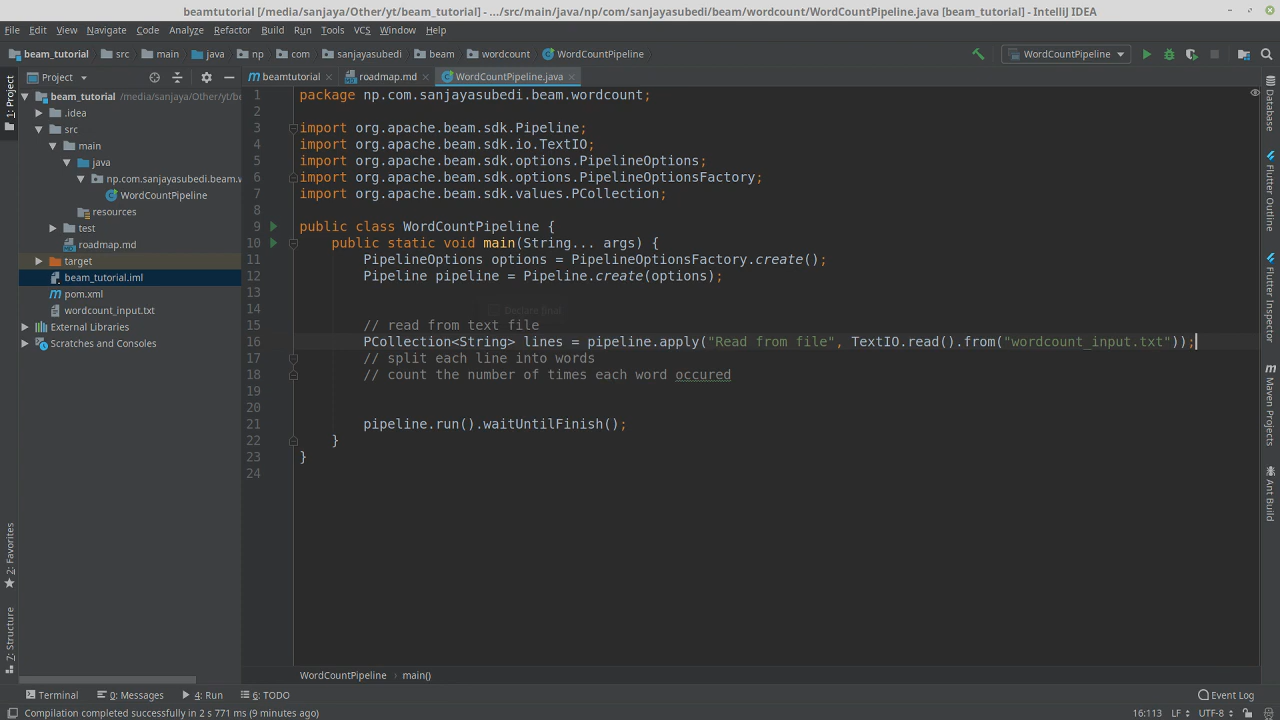 beamtutorial [/media/sanjaya/Other/yt/beam_tutorial] - .../src/main/java/np/com/sanjayasubedi/beam/wordcount/WordCountPipeline.java [beam_tutorial] - IntelliJ IDEA
File Edit View Navigate Code Analyze Refactor Build Run Tools VCS Window Help
beam_tutorial src main java np com sanjayasubedi beam wordcount WordCountPipeline
WordCountPipeline
Project
beamtutorial roadmap.md WordCountPipeline.java
1: Project
2: Favorites
7: Structure
beam_tutorial /media/sanjaya/Other/yt/be
.idea
src
main
java
np.com.sanjayasubedi.beam.w
WordCountPipeline
resources
test
roadmap.md
target
beam_tutorial.iml
pom.xml
wordcount_input.txt
External Libraries
Scratches and Consoles
1 package np.com.sanjayasubedi.beam.wordcount;
2
3 import org.apache.beam.sdk.Pipeline;
4 import org.apache.beam.sdk.io.TextIO;
5 import org.apache.beam.sdk.options.PipelineOptions;
6 import org.apache.beam.sdk.options.PipelineOptionsFactory;
7 import org.apache.beam.sdk.values.PCollection;
8
9 public class WordCountPipeline {
10 public static void main(String... args) {
11 PipelineOptions options = PipelineOptionsFactory.create();
12 Pipeline pipeline = Pipeline.create(options);
13
14
Declare final
15 // read from text file
16 PCollection<String> lines = pipeline.apply("Read from file", TextIO.read().from("wordcount_input.txt"));
17 // split each line into words
18 // count the number of times each word occured
19
20
21 pipeline.run().waitUntilFinish();
22 }
23 }
24
Database
Flutter Outline
Flutter Inspector
Maven Projects
Ant Build
WordCountPipeline main()
Terminal 0: Messages 4: Run 6: TODO Event Log
Compilation completed successfully in 2 s 771 ms (9 minutes ago) 16:113 LF UTF-8